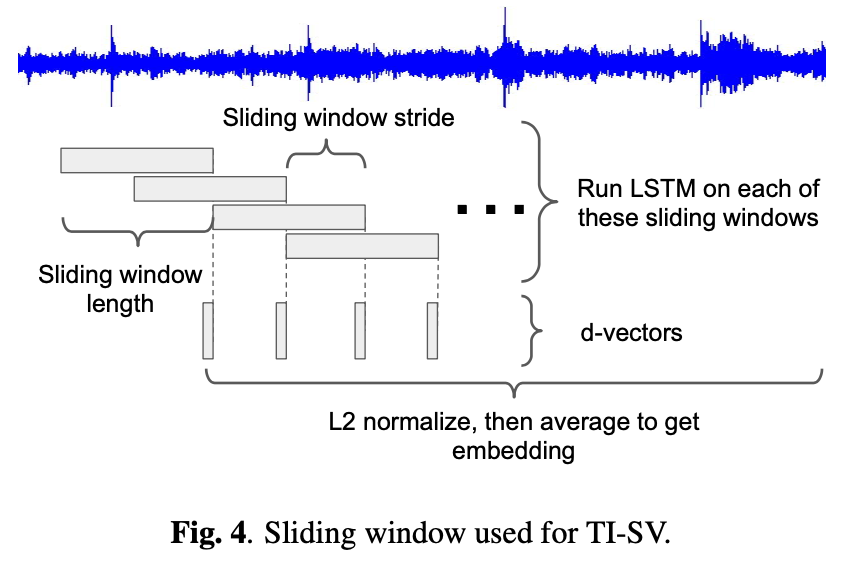 Sliding window stride
Run LSTM on each of
these sliding windows
Sliding window
length
d-vectors
L2 normalize, then average to get
embedding
Fig. 4. Sliding window used for TI-SV.